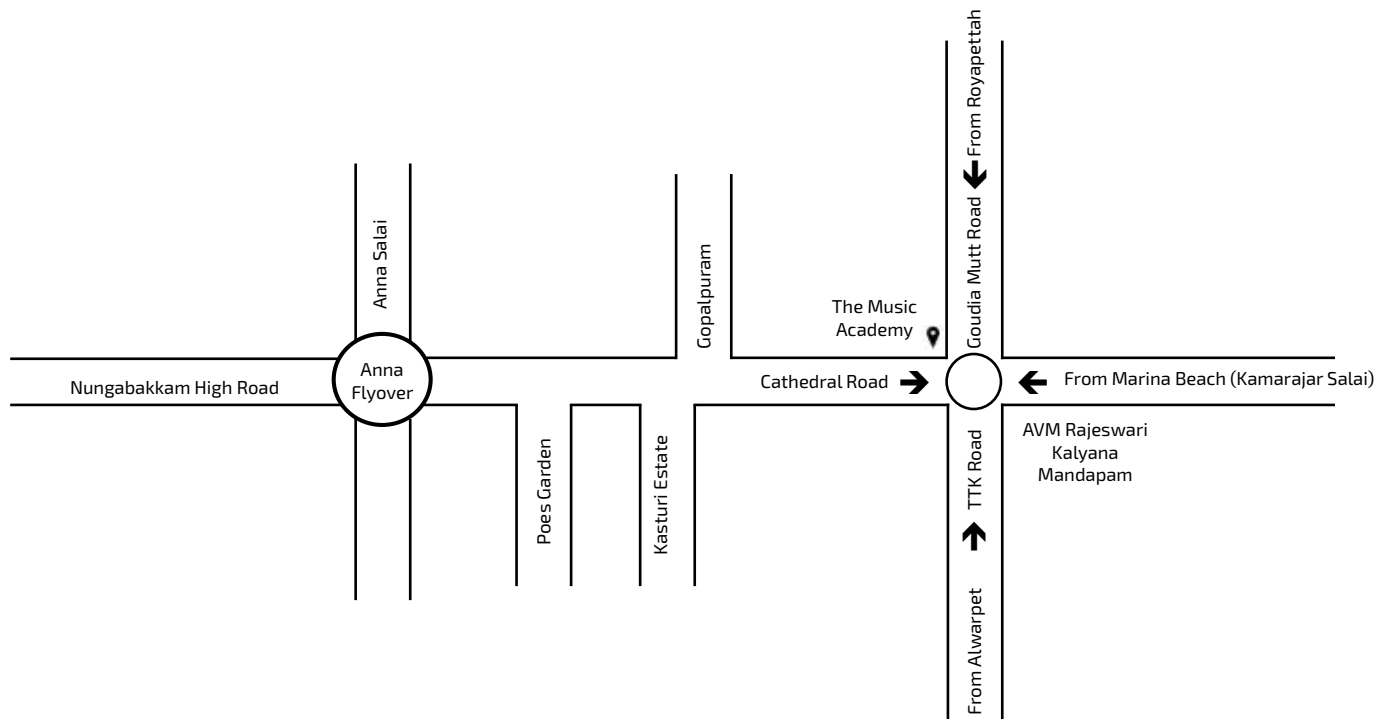 From Royapettah
Goudia Mutt Road
Anna Salai
Gopalpuram
The Music
Academy
Anna
Flyover
Nungabakkam High Road
Cathedral Road
From Marina Beach (Kamarajar Salai)
Poes Garden
Kasturi Estate
TTK Road
AVM Rajeswari
Kalyana
Mandapam
From Alwarpet